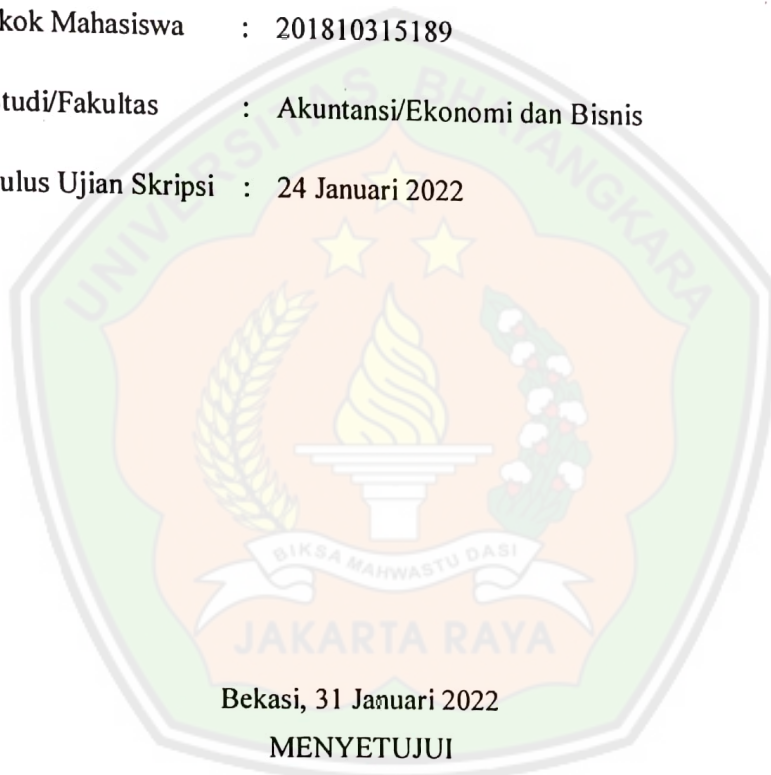 kok Mahasiswa : 201810315189
tudi/Fakultas : Akuntansi/Ekonomi dan Bisnis
ulus Ujian Skripsi : 24 Januari 2022
UNIVERSITAS BHAYANGKARA
BIKSA MAHWASTU DASI
JAKARTA RAYA
Bekasi, 31 Januari 2022
MENYETUJUI